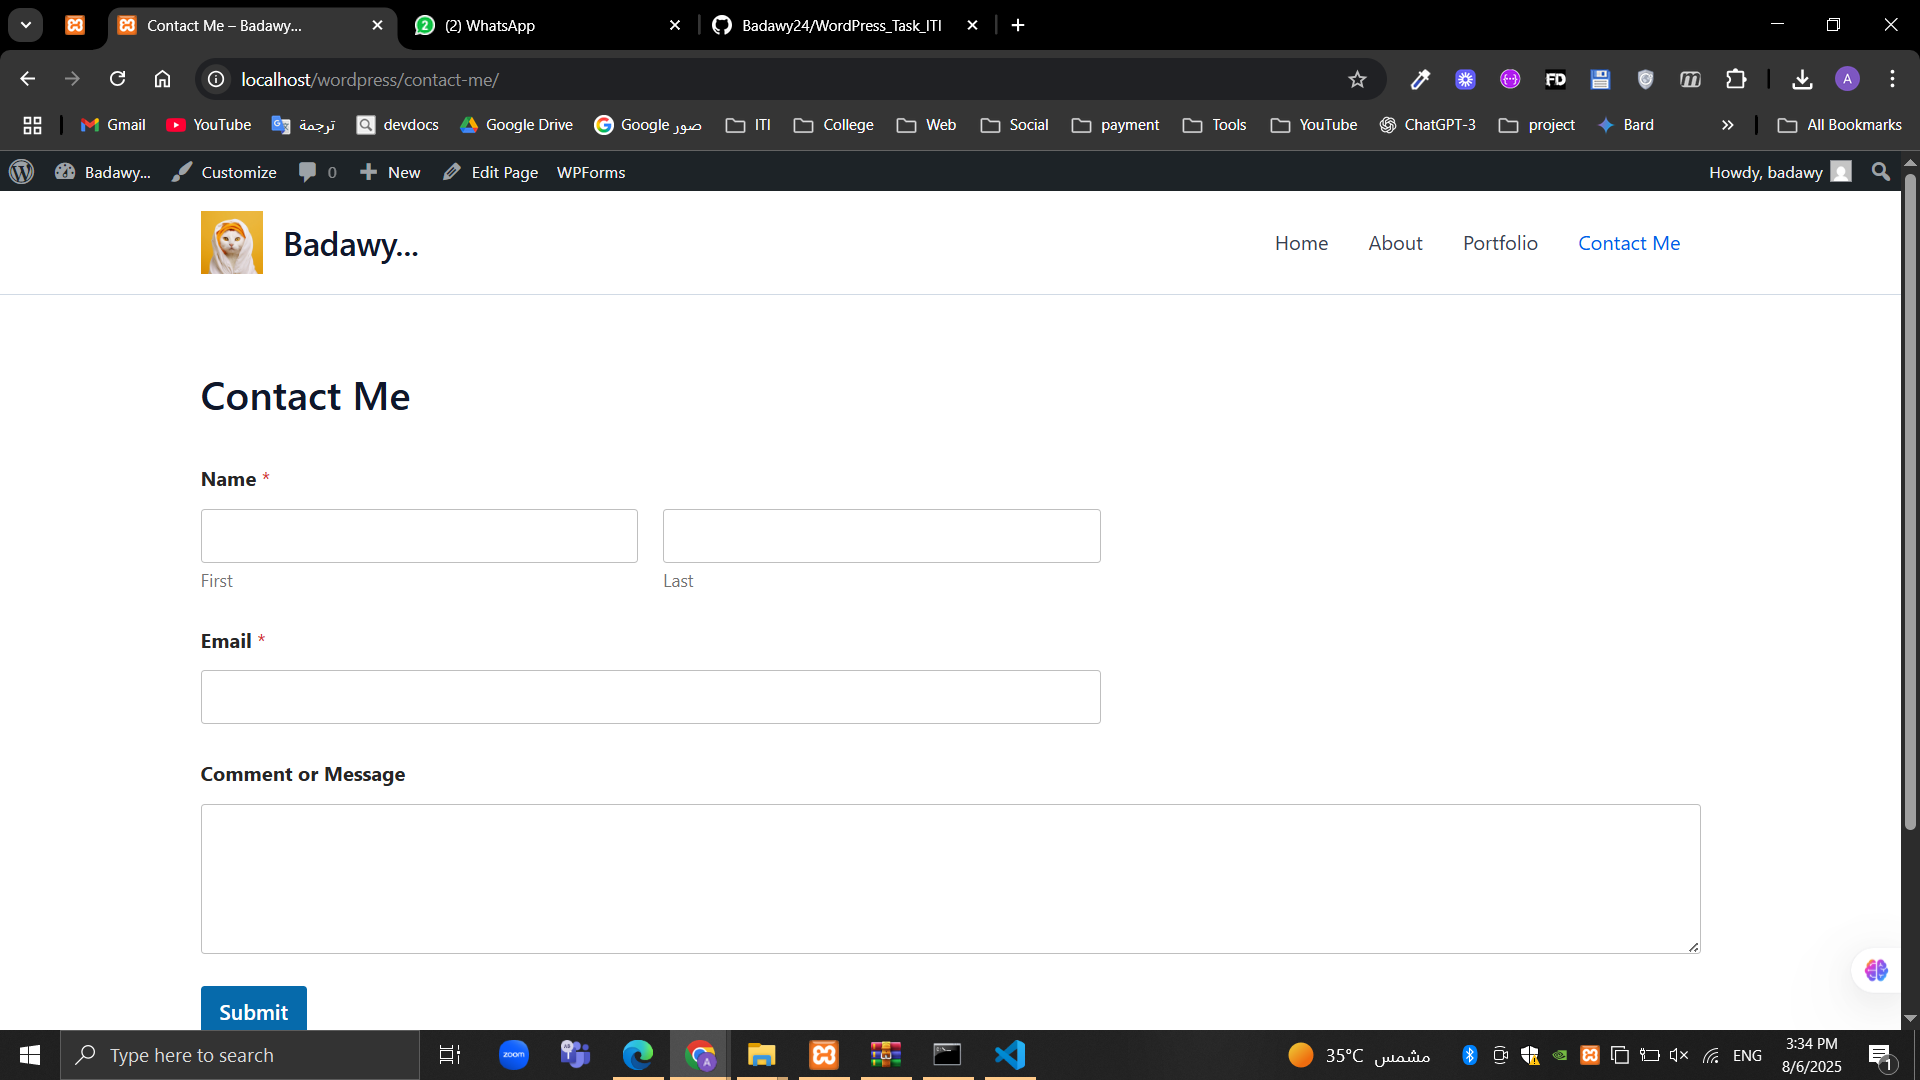 Contact Me – Badawy...
(2) WhatsApp
Badawy24/WordPress_Task_ITI
localhost/wordpress/contact-me/
FD
A
Gmail
YouTube
ترجمة
devdocs
Google Drive
صور Google
ITI
College
Web
Social
payment
Tools
YouTube
ChatGPT-3
project
Bard
All Bookmarks
Badawy...
Customize
0
New
Edit Page
WPForms
Howdy, badawy
Badawy...
Home
About
Portfolio
Contact Me
Contact Me
Name *
First
Last
Email *
Comment or Message
Submit
Type here to search
zoom
35°C مشمس
ENG
3:34 PM
8/6/2025
1